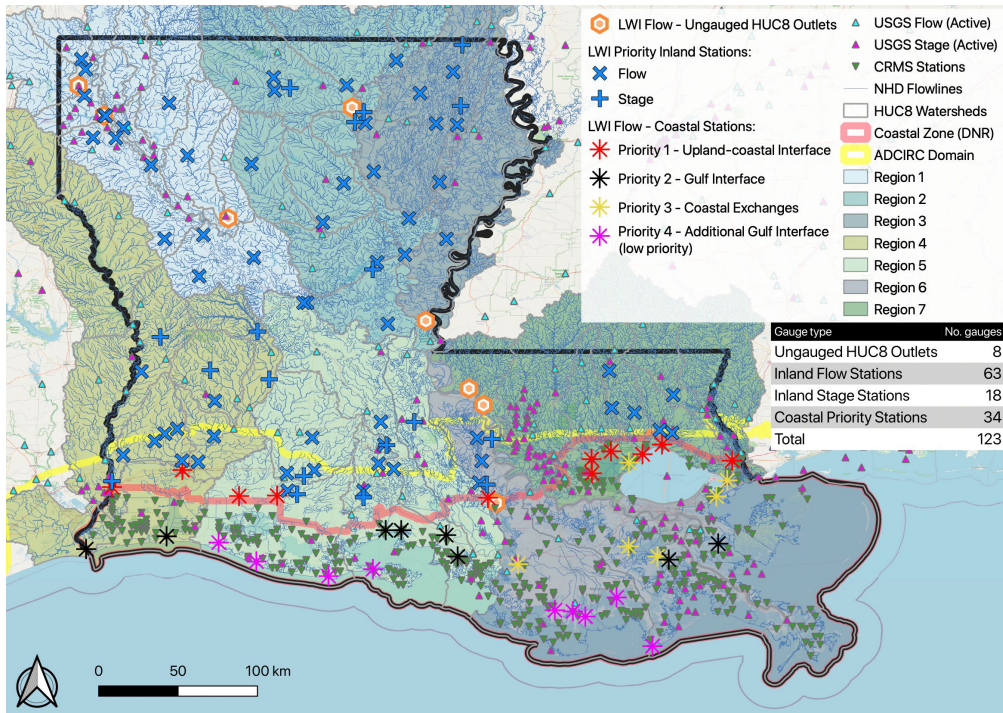 LWI Flow - Ungauged HUC8 Outlets
LWI Priority Inland Stations:
Flow
Stage
LWI Flow - Coastal Stations:
Priority 1 - Upland-coastal Interface
Priority 2 - Gulf Interface
Priority 3 - Coastal Exchanges
Priority 4 - Additional Gulf Interface
(low priority)
USGS Flow (Active)
USGS Stage (Active)
CRMS Stations
NHD Flowlines
HUC8 Watersheds
Coastal Zone (DNR)
ADCIRC Domain
Region 1
Region 2
Region 3
Region 4
Region 5
Region 6
Region 7
Gauge type No. gauges
Ungauged HUC8 Outlets 8
Inland Flow Stations 63
Inland Stage Stations 18
Coastal Priority Stations 34
Total 123
0 50 100 km